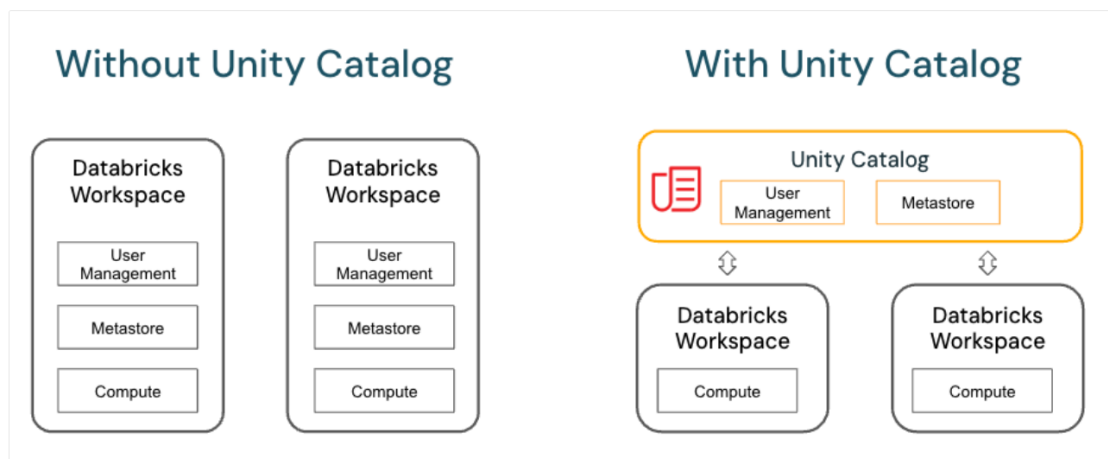 Without Unity Catalog
Databricks
Workspace
User
Management
Metastore
Compute
Databricks
Workspace
User
Management
Metastore
Compute
With Unity Catalog
Unity Catalog
User
Management
Metastore
Databricks
Workspace
Compute
Databricks
Workspace
Compute